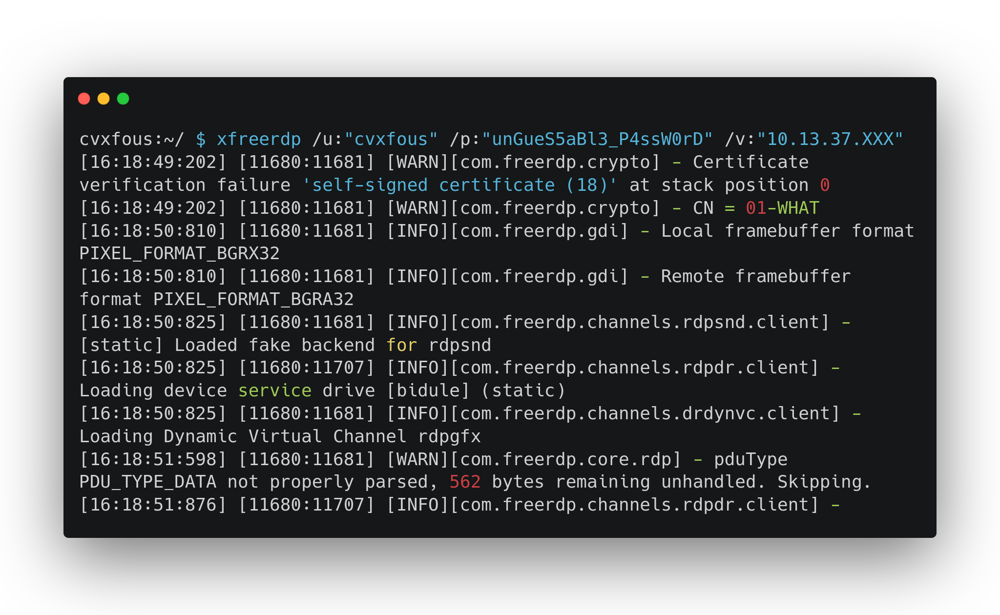 cvxfous:~/ $ xfreerdp /u:"cvxfous" /p:"unGueS5aBl3_P4ssW0rD" /v:"10.13.37.XXX"
[16:18:49:202] [11680:11681] [WARN][com.freerdp.crypto] - Certificate
verification failure 'self-signed certificate (18)' at stack position 0
[16:18:49:202] [11680:11681] [WARN][com.freerdp.crypto] - CN = 01-WHAT
[16:18:50:810] [11680:11681] [INFO][com.freerdp.gdi] - Local framebuffer format
PIXEL_FORMAT_BGRX32
[16:18:50:810] [11680:11681] [INFO][com.freerdp.gdi] - Remote framebuffer
format PIXEL_FORMAT_BGRA32
[16:18:50:825] [11680:11681] [INFO][com.freerdp.channels.rdpsnd.client] -
[static] Loaded fake backend for rdpsnd
[16:18:50:825] [11680:11707] [INFO][com.freerdp.channels.rdpdr.client] -
Loading device service drive [bidule] (static)
[16:18:50:825] [11680:11681] [INFO][com.freerdp.channels.drdynvc.client] -
Loading Dynamic Virtual Channel rdpgfx
[16:18:51:598] [11680:11681] [WARN][com.freerdp.core.rdp] - pduType
PDU_TYPE_DATA not properly parsed, 562 bytes remaining unhandled. Skipping.
[16:18:51:876] [11680:11707] [INFO][com.freerdp.channels.rdpdr.client] -